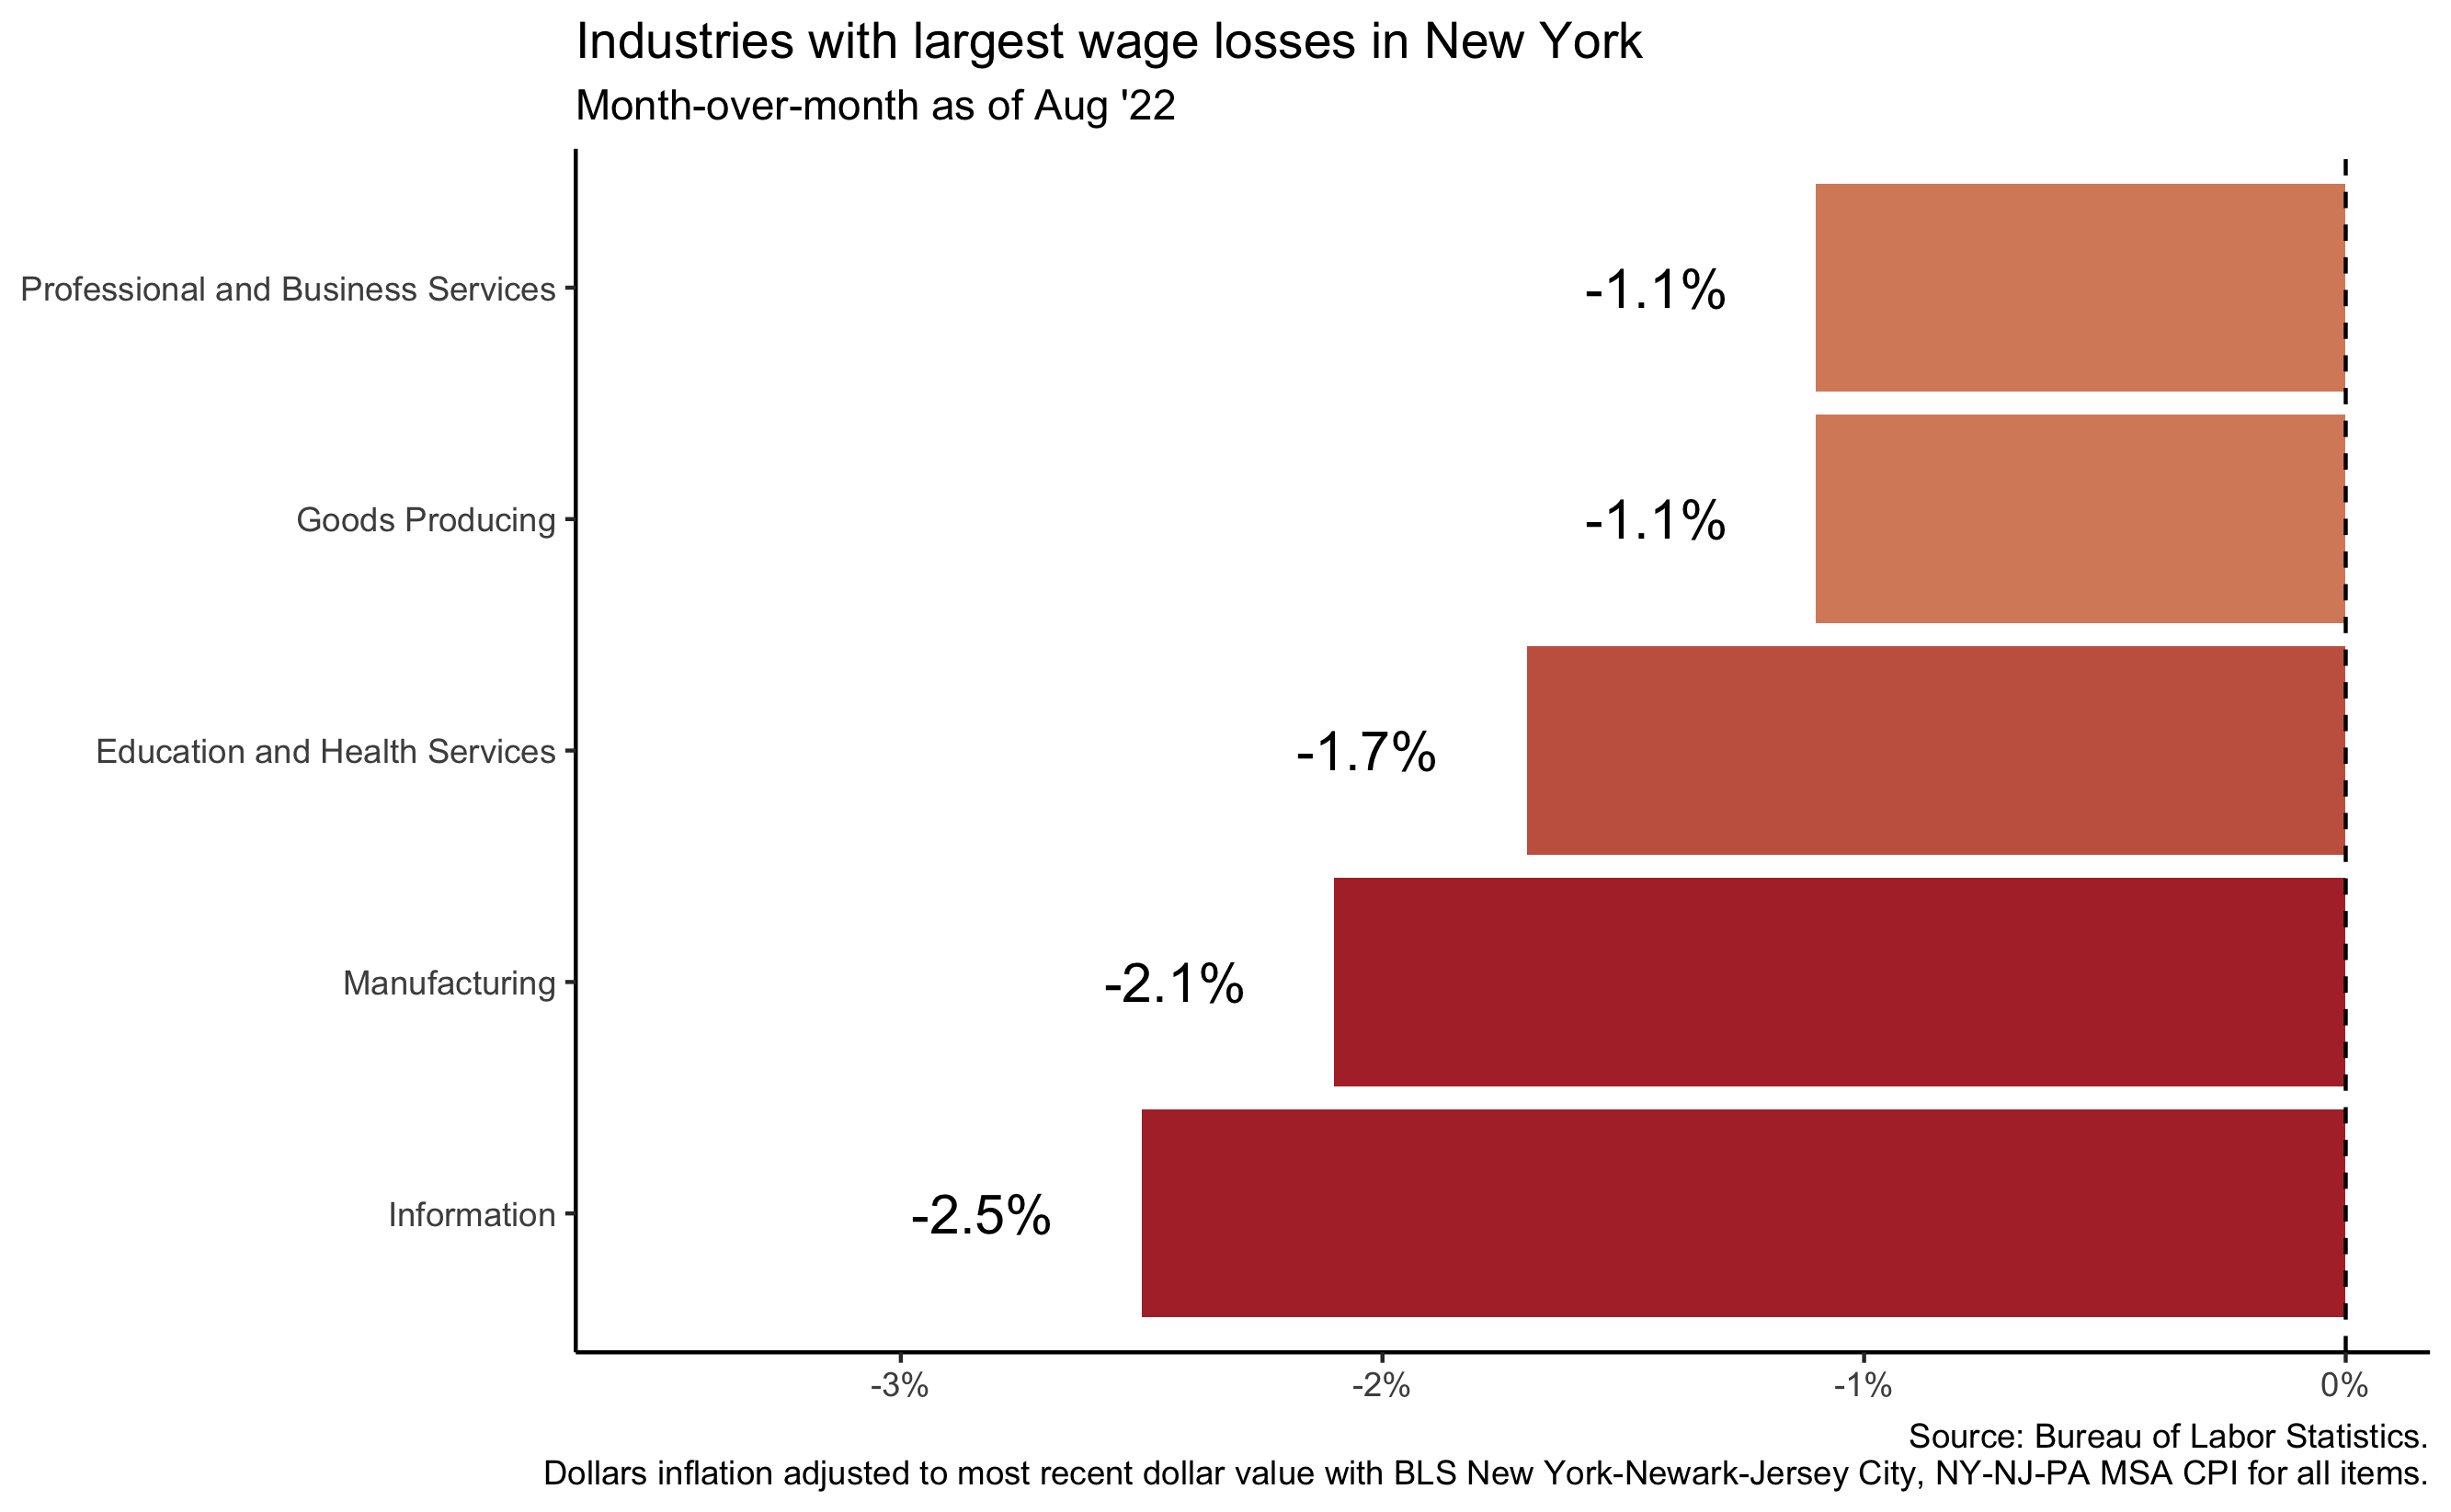 Industries with largest wage losses in New York
Month-over-month as of Aug '22
Professional and Business Services
-1.1%
Goods Producing
-1.1%
Education and Health Services
-1.7%
Manufacturing
-2.1%
Information
-2.5%
-3%
-2%
-1%
0%
Source: Bureau of Labor Statistics.
Dollars inflation adjusted to most recent dollar value with BLS New York-Newark-Jersey City, NY-NJ-PA MSA CPI for all items.